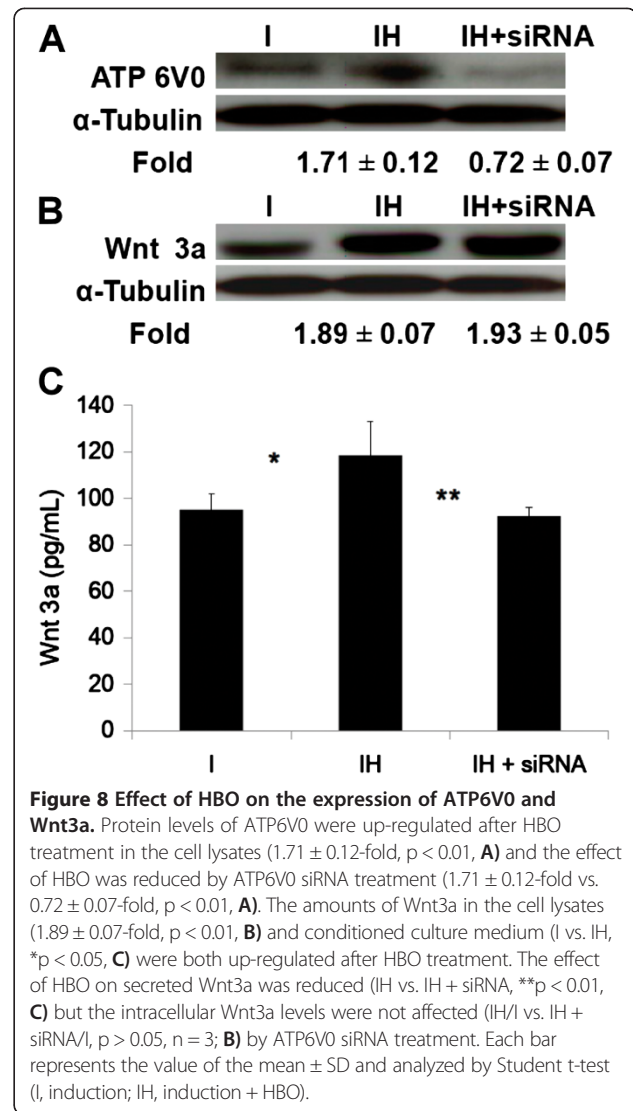 A
I IH IH+siRNA
ATP 6V0
α-Tubulin
Fold 1.71 ± 0.12 0.72 ± 0.07
B
I IH IH+siRNA
Wnt 3a
α-Tubulin
Fold 1.89 ± 0.07 1.93 ± 0.05
C
Wnt 3a (pg/mL)
140
120
100
80
60
40
20
0
*
**
I IH IH + siRNA
Figure 8 Effect of HBO on the expression of ATP6V0 and
Wnt3a. Protein levels of ATP6V0 were up-regulated after HBO
treatment in the cell lysates (1.71 ± 0.12-fold, p < 0.01, A) and the effect
of HBO was reduced by ATP6V0 siRNA treatment (1.71 ± 0.12-fold vs.
0.72 ± 0.07-fold, p < 0.01, A). The amounts of Wnt3a in the cell lysates
(1.89 ± 0.07-fold, p < 0.01, B) and conditioned culture medium (I vs. IH,
*p < 0.05, C) were both up-regulated after HBO treatment. The effect
of HBO on secreted Wnt3a was reduced (IH vs. IH + siRNA, **p < 0.01,
C) but the intracellular Wnt3a levels were not affected (IH/I vs. IH +
siRNA/I, p > 0.05, n = 3; B) by ATP6V0 siRNA treatment. Each bar
represents the value of the mean ± SD and analyzed by Student t-test
(I, induction; IH, induction + HBO).